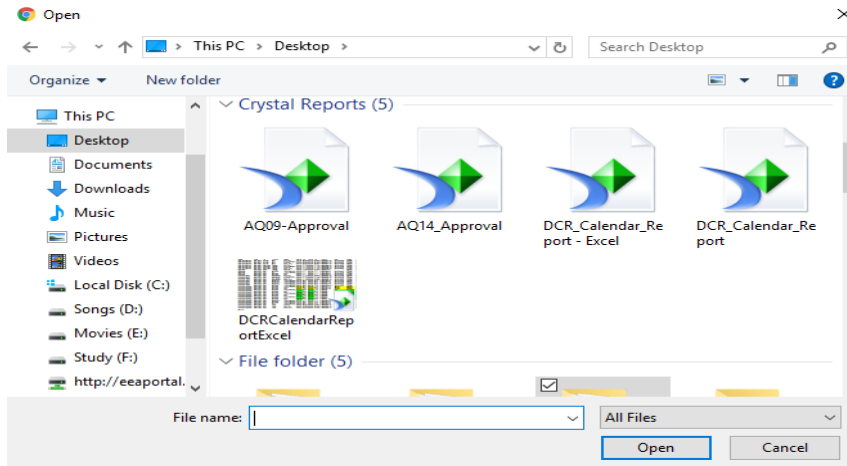 Open
This PC > Desktop >
Search Desktop
Organize
New folder
?
This PC
Desktop
Documents
Downloads
Music
Pictures
Videos
Local Disk (C:)
Songs (D:)
Movies (E:)
Study (F:)
http://eeaportal.
Crystal Reports (5)
AQ09-Approval
AQ14_Approval
DCR_Calendar_Re
port - Excel
DCR_Calendar_Re
port
DCRCalendarRep
ortExcel
File folder (5)
File name:
All Files
Open
Cancel